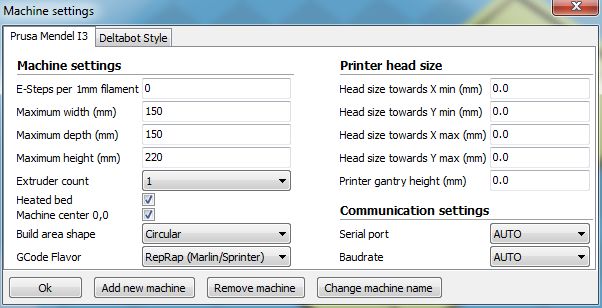 Machine settings
Prusa Mendel I3
Deltabot Style
Machine settings
E-Steps per 1mm filament 0
Maximum width (mm) 150
Maximum depth (mm) 150
Maximum height (mm) 220
Extruder count 1
Heated bed
Machine center 0,0
Build area shape Circular
GCode Flavor RepRap (Marlin/Sprinter)
Printer head size
Head size towards X min (mm) 0.0
Head size towards Y min (mm) 0.0
Head size towards X max (mm) 0.0
Head size towards Y max (mm) 0.0
Printer gantry height (mm) 0.0
Communication settings
Serial port AUTO
Baudrate AUTO
Ok
Add new machine
Remove machine
Change machine name